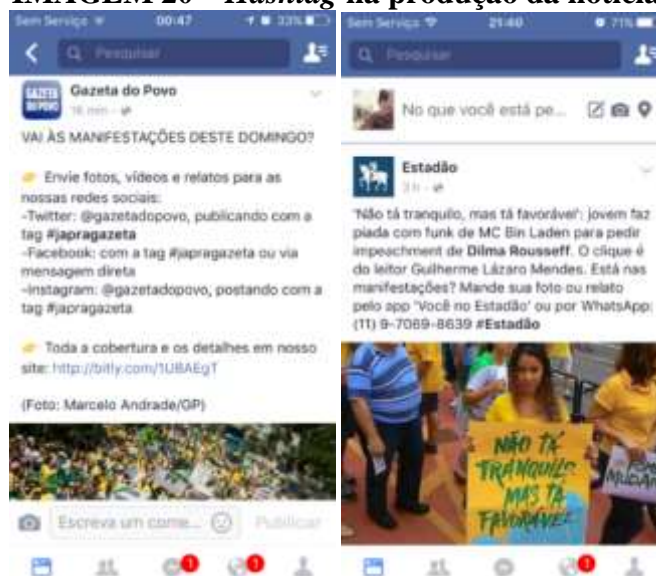 IMAGEM 20 – Hashtag na produção da notícia
Sem Serviço 00:47 33%
Pesquisar
Gazeta do Povo
16 min
VAI ÀS MANIFESTAÇÕES DESTE DOMINGO?
👉 Envie fotos, vídeos e relatos para as
nossas redes sociais:
-Twitter: @gazetadopovo, publicando com a
tag #japragazeta
-Facebook: com a tag #japragazeta ou via
mensagem direta
-Instagram: @gazetadopovo, postando com a
tag #japragazeta
👉 Toda a cobertura e os detalhes em nosso
site: http://bitly.com/1UBAEgT
(Foto: Marcelo Andrade/GP)
Escreva um come... Publicar
1 1
Sem Serviço 21:40 71%
Pesquisar
No que você está pe...
Estadão
3 h
'Não tá tranquilo, mas tá favorável': jovem faz
piada com funk de MC Bin Laden para pedir
impeachment de Dilma Rousseff. O clique é
do leitor Guilherme Lázaro Mendes. Está nas
manifestações? Mande sua foto ou relato
pelo app 'Você no Estadão' ou por WhatsApp:
(11) 9-7069-8639 #Estadão
NÃO TÁ
TRANQUILO
MAS TÁ
FAVORÁVEL
1